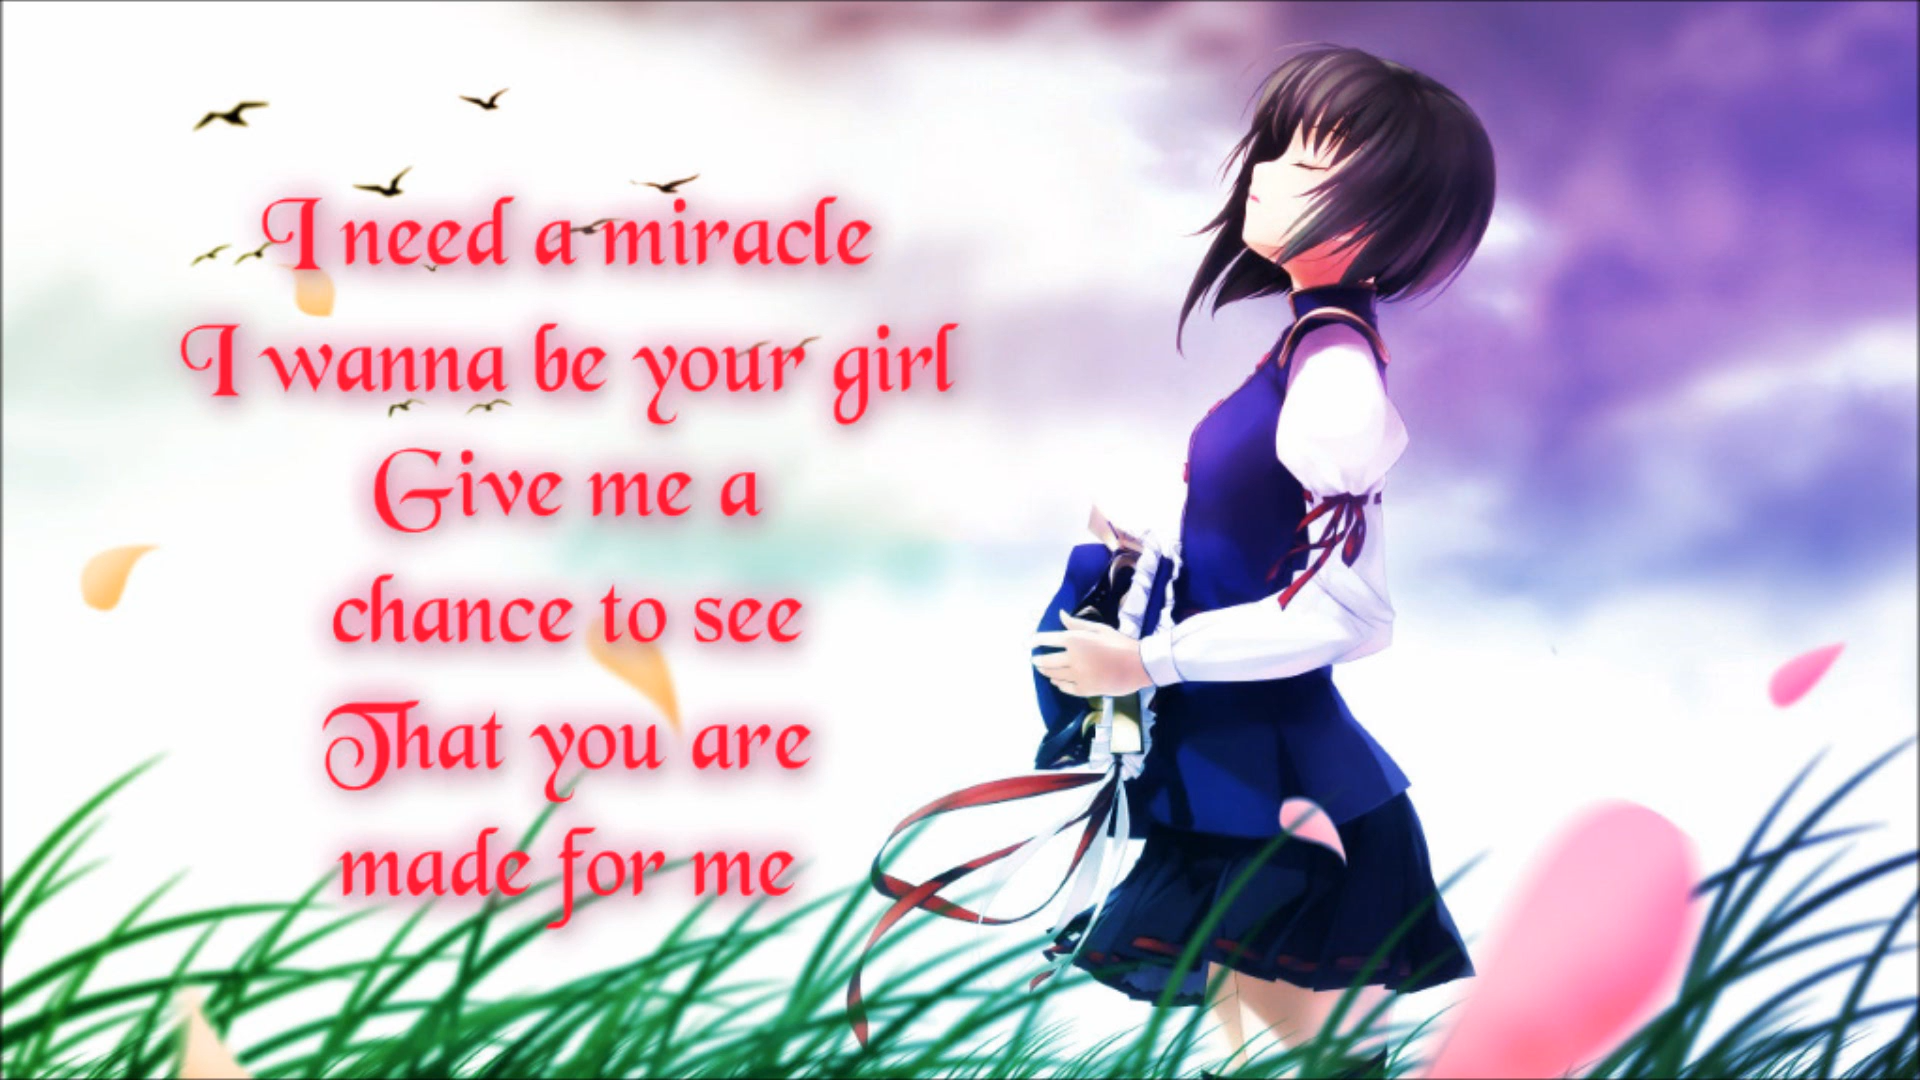 I need a miracle
I wanna be your girl
Give me a
chance to see
That you are
made for me